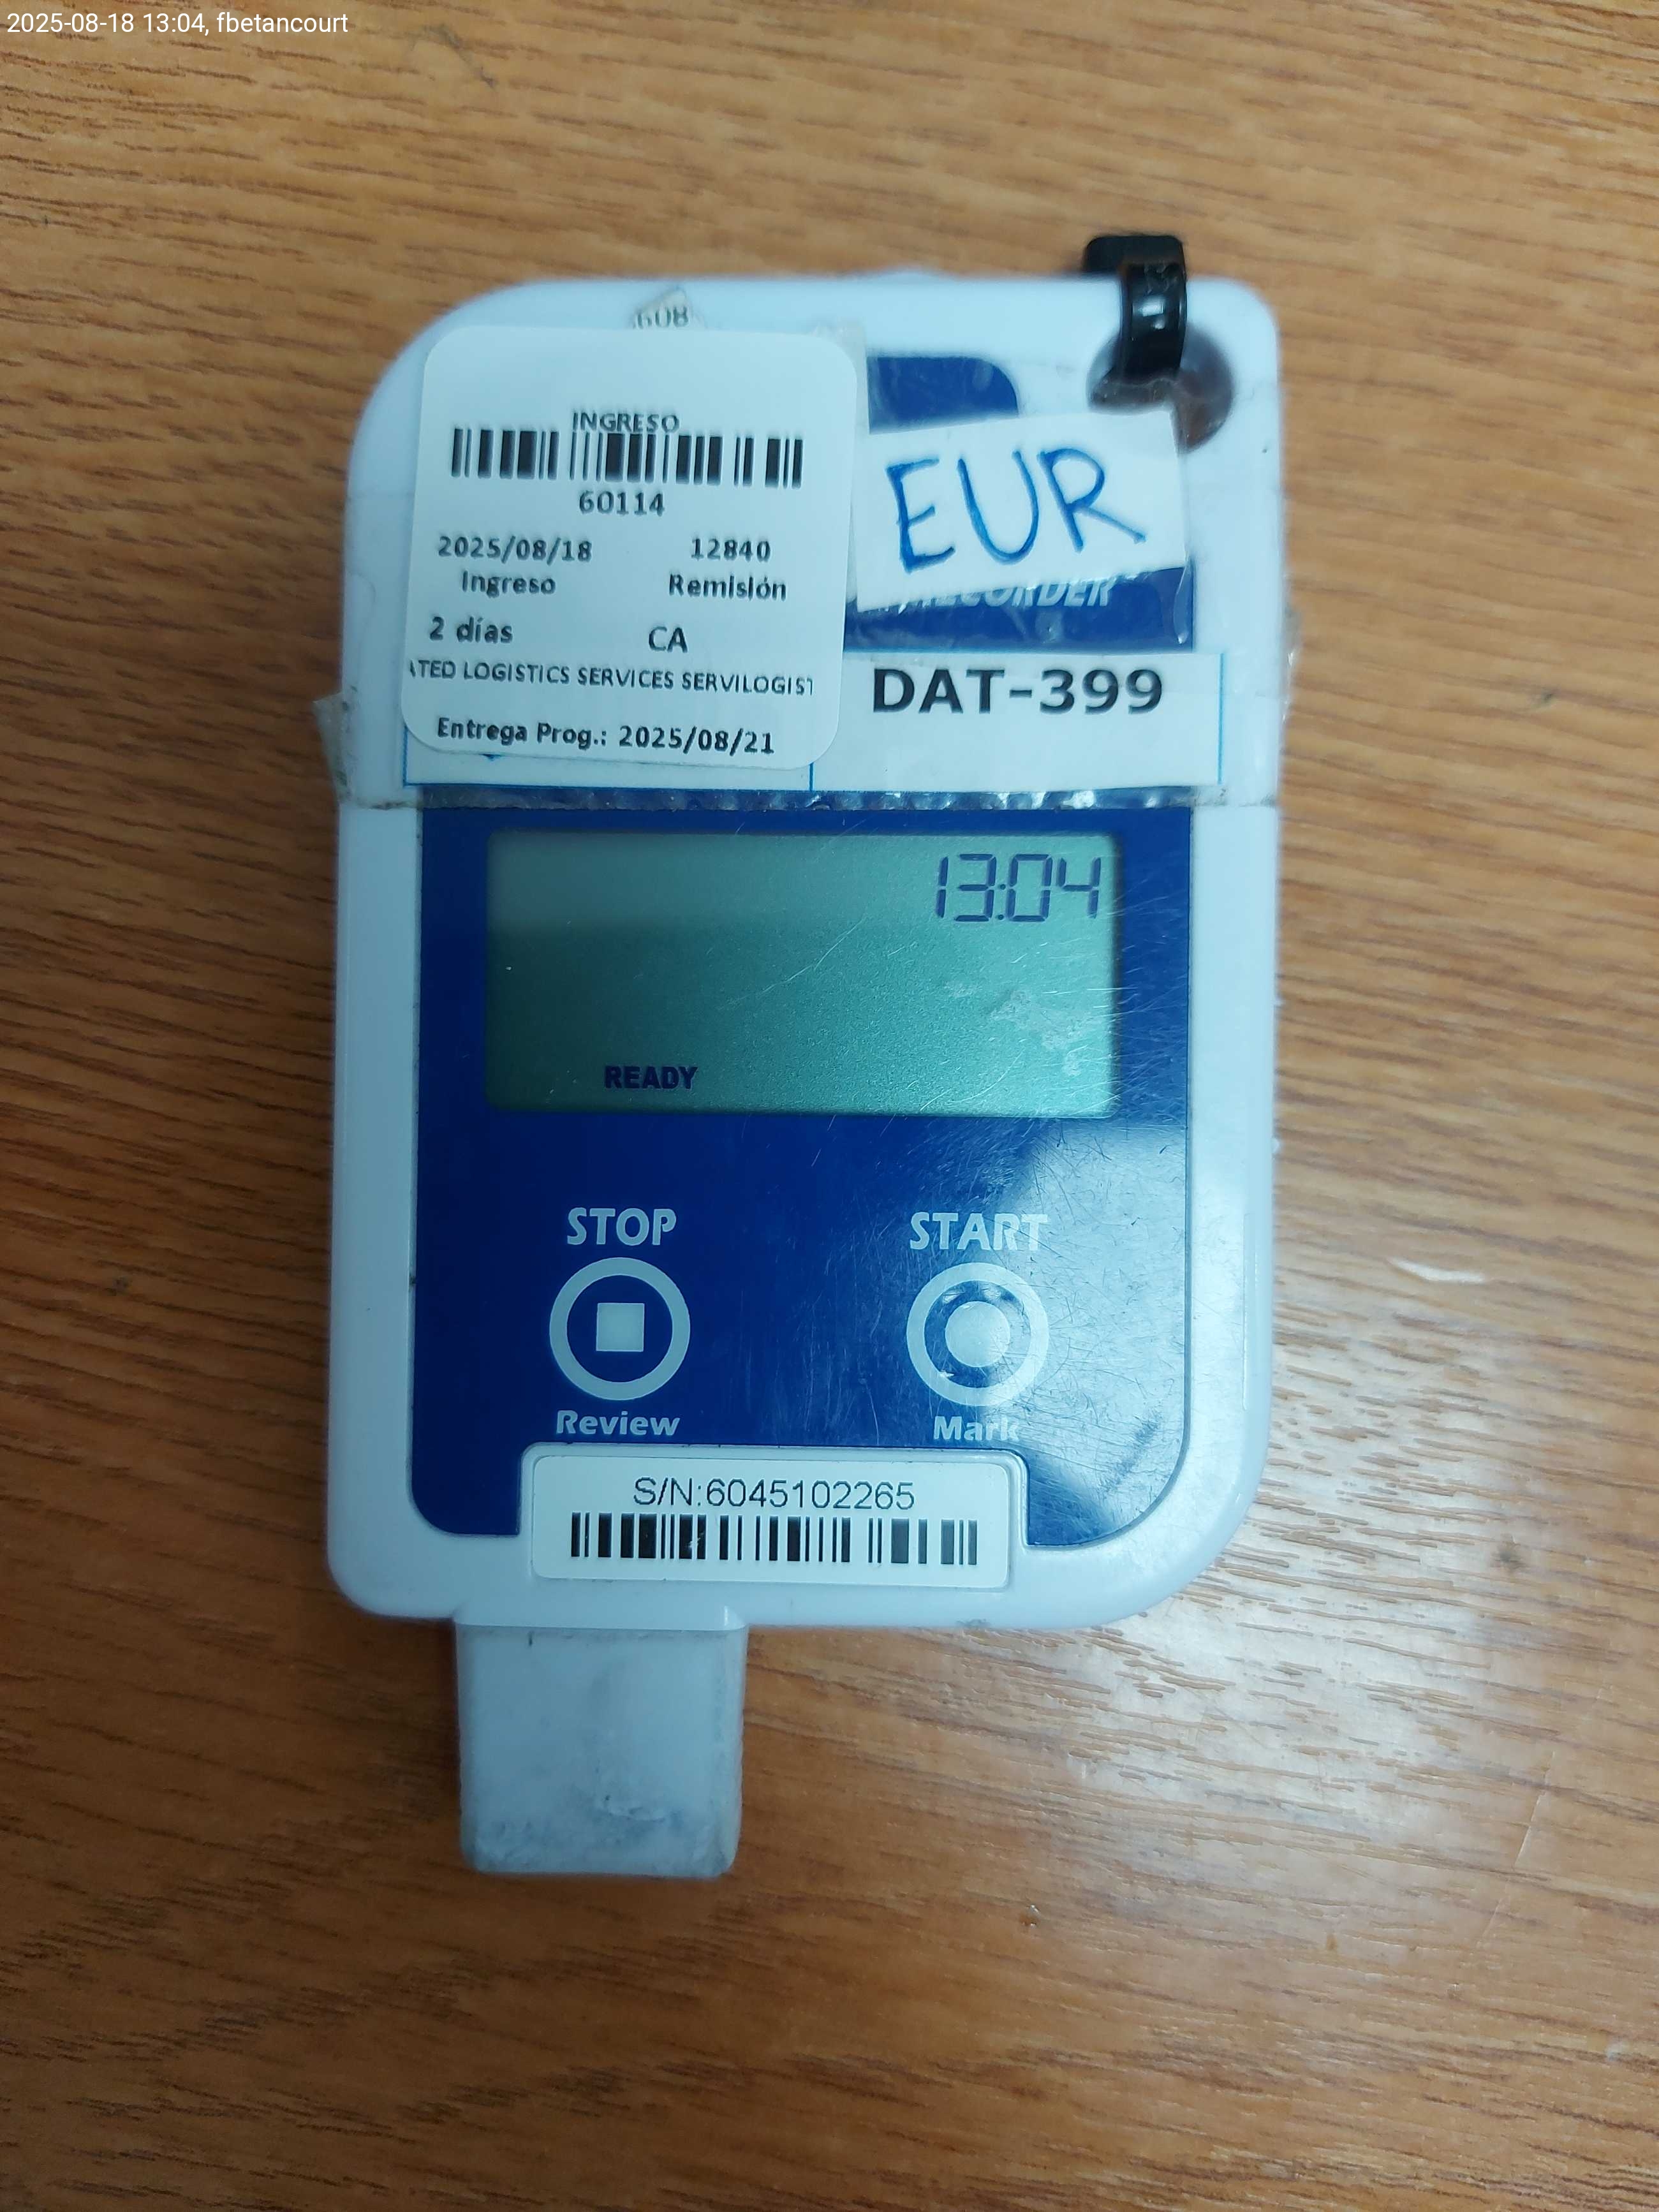 2025-08-18 13:04, fbetancourt
608
INGRESO
60114
2025/08/18 12840
Ingreso Remisión
2 días CA
ATED LOGISTICS SERVICES SERVILOGIST
Entrega Prog.: 2025/08/21
EUR
RECORDER
DAT-399
13:04
READY
STOP START
Review Mark
S/N:6045102265